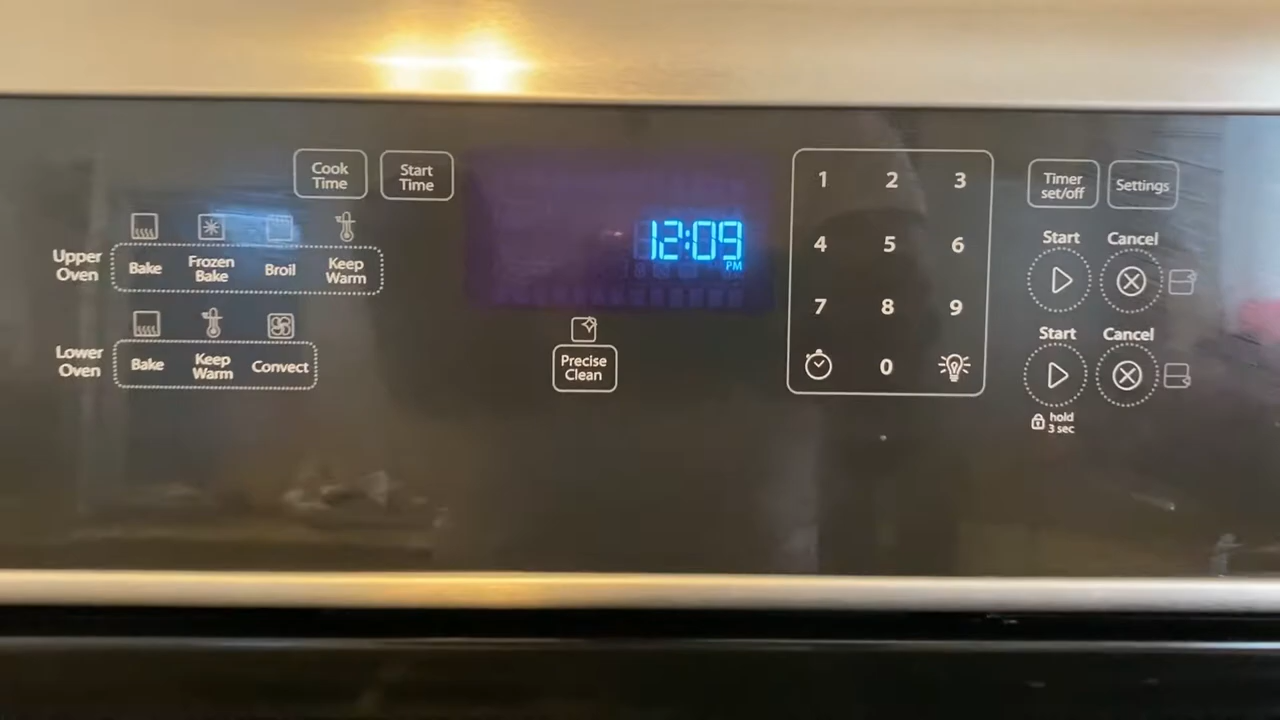 Cook
Time
Start
Time
Upper
Oven
Bake
Frozen
Bake
Broil
Keep
Warm
Lower
Oven
Bake
Keep
Warm
Convect
12:09
PM
Precise
Clean
1 2 3
4 5 6
7 8 9
0
Timer
set/off
Settings
Start
Cancel
Start
Cancel
hold
3 sec